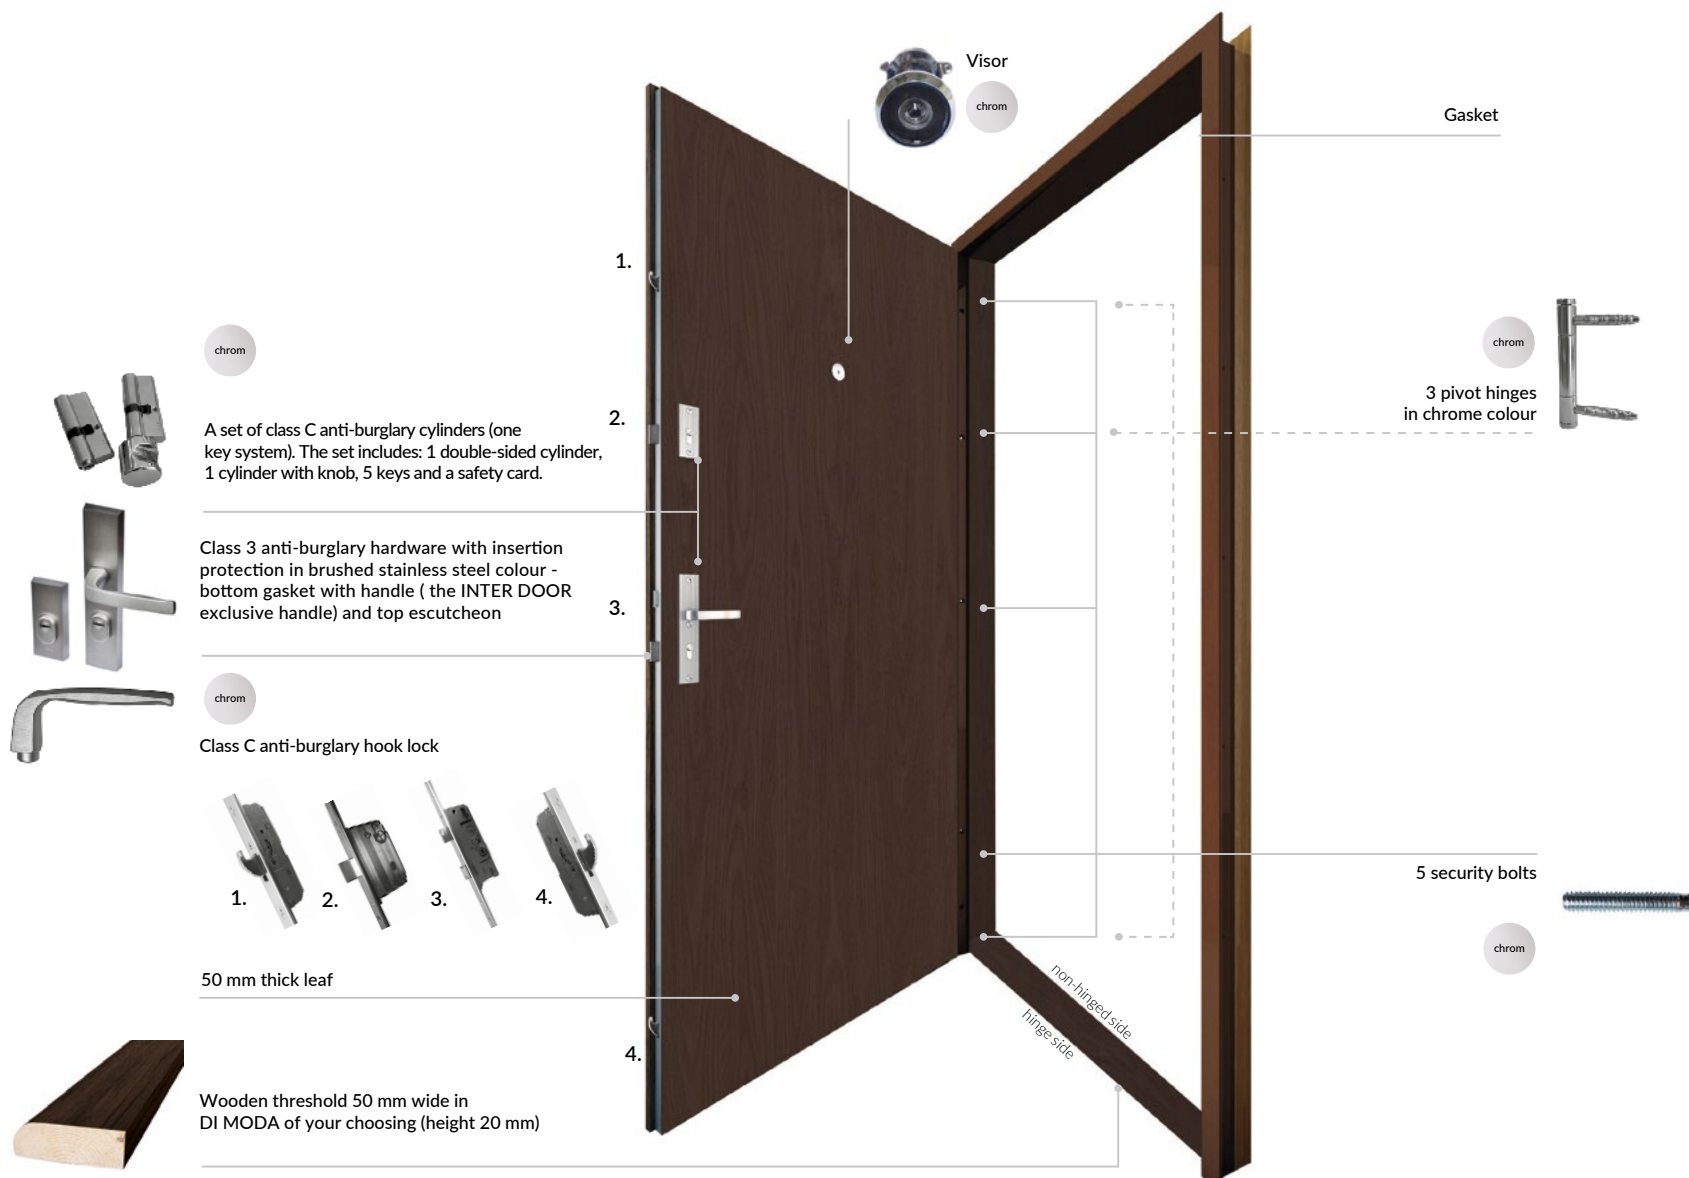 Visor
chrom
Gasket
1.
chrom
A set of class C anti-burglary cylinders (one
key system). The set includes: 1 double-sided cylinder,
1 cylinder with knob, 5 keys and a safety card.
2.
Class 3 anti-burglary hardware with insertion
protection in brushed stainless steel colour -
bottom gasket with handle ( the INTER DOOR
exclusive handle) and top escutcheon
3.
chrom
Class C anti-burglary hook lock
1.
2.
3.
4.
50 mm thick leaf
4.
Wooden threshold 50 mm wide in
DI MODA of your choosing (height 20 mm)
chrom
3 pivot hinges
in chrome colour
5 security bolts
chrom
non-hinged side
hinge side